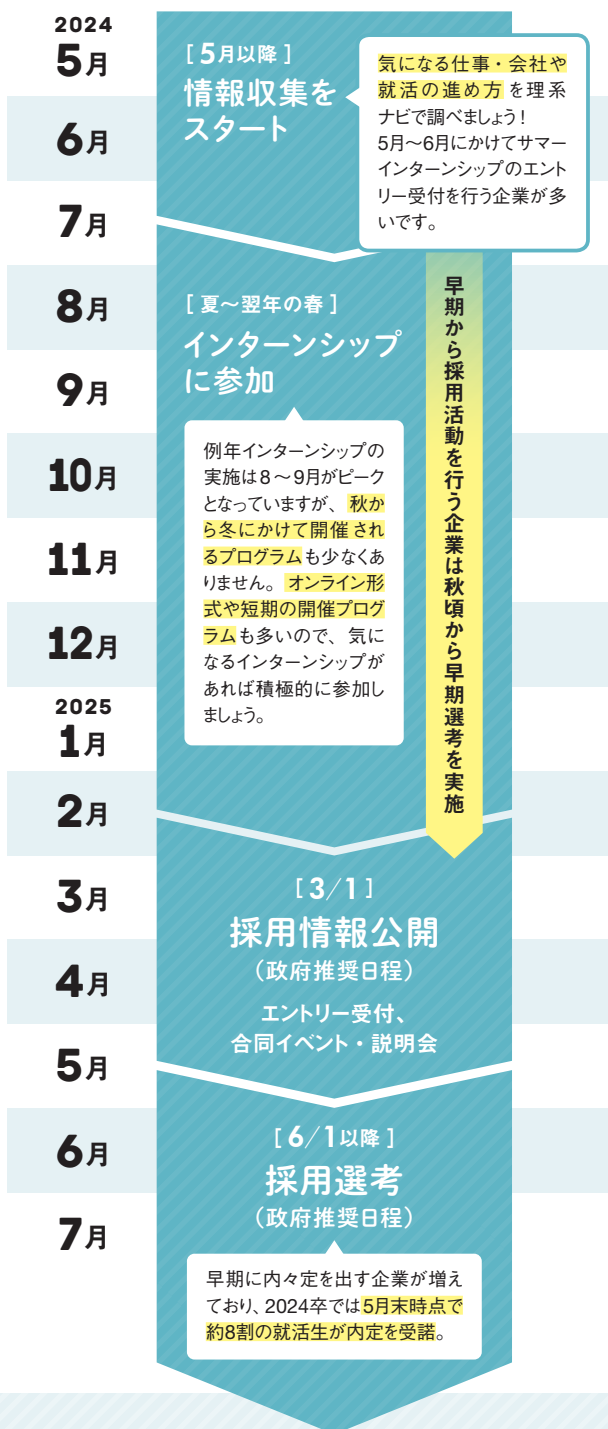 2024
5月
6月
7月
8月
9月
10月
11月
12月
2025
1月
2月
3月
4月
5月
6月
7月
[ 5月以降 ]
情報収集を
スタート
気になる仕事・会社や
就活の進め方を理系
ナビで調べましょう！
5月〜6月にかけてサマー
インターンシップのエント
リー受付を行う企業が多
いです。
[ 夏〜翌年の春 ]
インターンシップ
に参加
例年インターンシップの
実施は8〜9月がピーク
となっていますが、秋か
ら冬にかけて開催され
るプログラムも少なくあ
りません。オンライン形
式や短期の開催プログ
ラムも多いので、気に
なるインターンシップが
あれば積極的に参加し
ましょう。
早期から採用活動を行う企業は秋頃から早期選考を実施
[ 3/1 ]
採用情報公開
（政府推奨日程）
エントリー受付、
合同イベント・説明会
[ 6/1以降 ]
採用選考
（政府推奨日程）
早期に内々定を出す企業が増え
ており、2024卒では5月末時点で
約8割の就活生が内定を受諾。